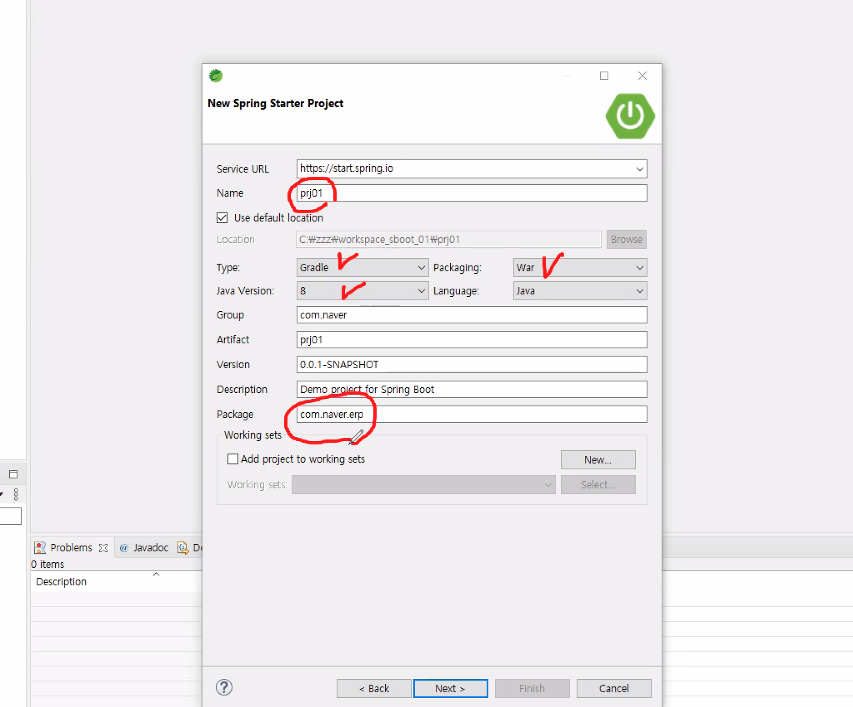 New Spring Starter Project
Service URL https://start.spring.io
Name prj01
Use default location
Location C:₩zzz₩workspace_sboot_01₩prj01 Browse
Type: Gradle Packaging: War
Java Version: 8 Language: Java
Group com.naver
Artifact prj01
Version 0.0.1-SNAPSHOT
Description Demo project for Spring Boot
Package com.naver.erp
Working sets
Add project to working sets New...
Working sets: Select...
Problems @ Javadoc
0 items
Description
? < Back Next > Finish Cancel